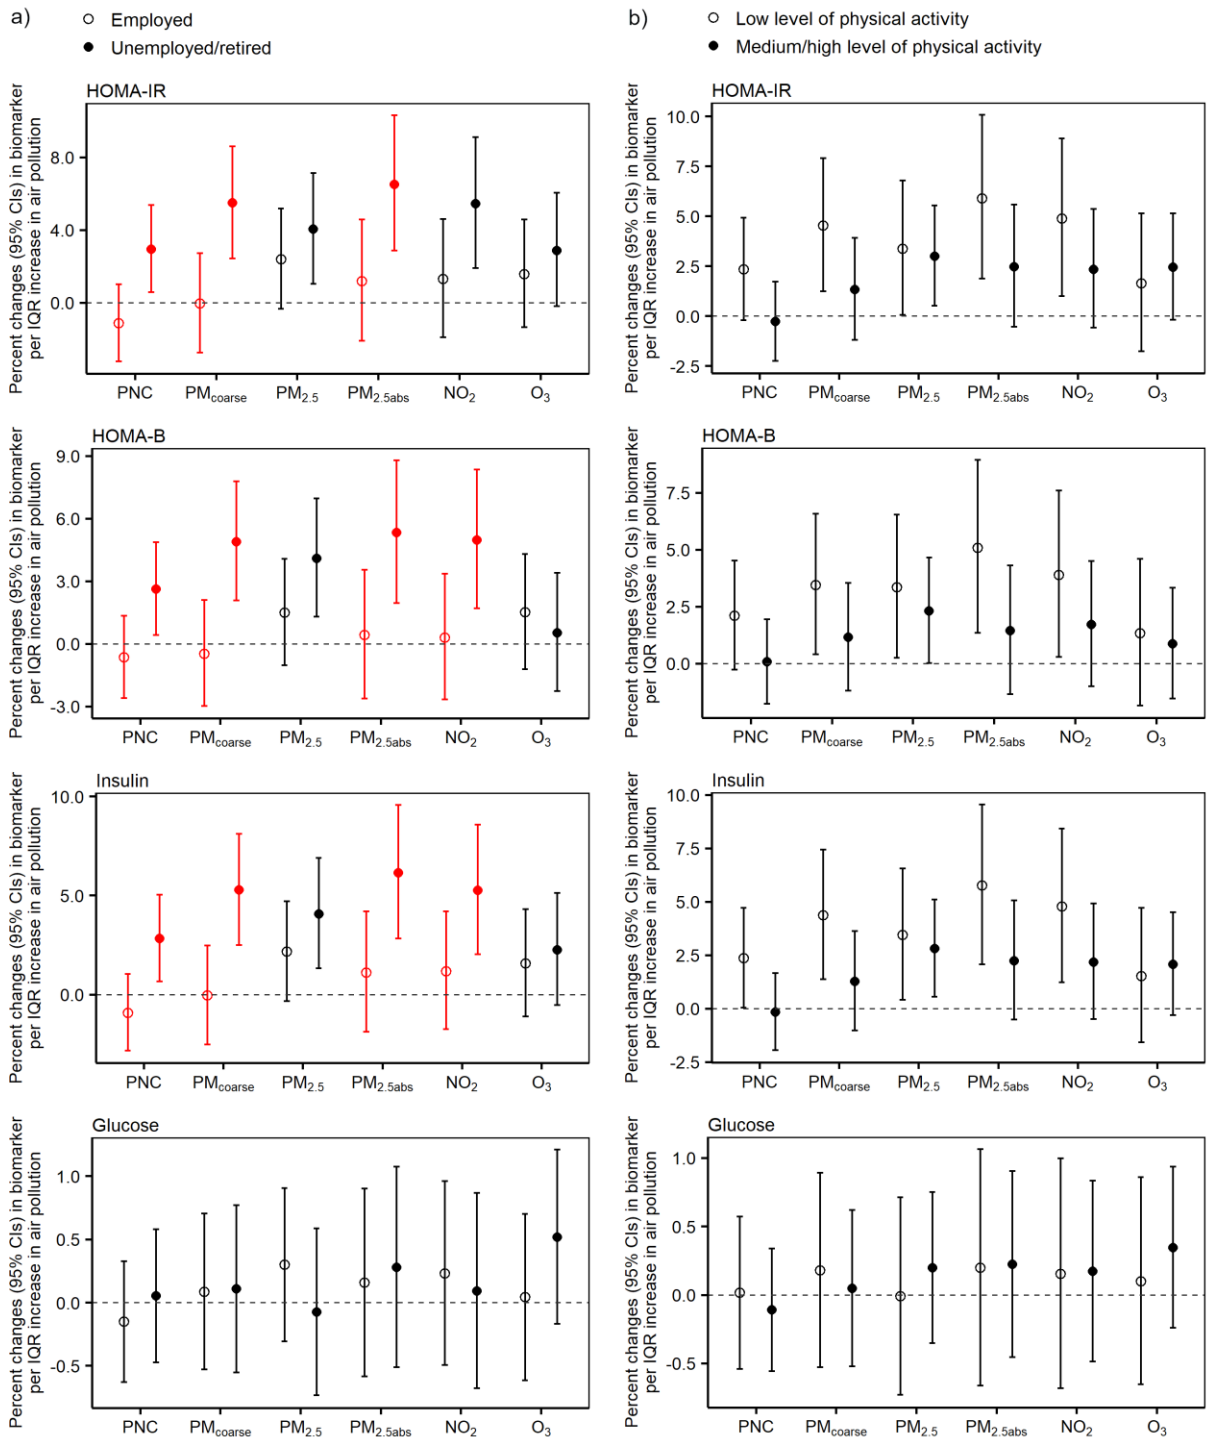 a)
Employed
Unemployed/retired
HOMA-IR
Percent changes (95% CIs) in biomarker
per IQR increase in air pollution
8.0
4.0
0.0
PNC PMcoarse PM2.5 PM2.5abs NO2 O3
HOMA-B
Percent changes (95% CIs) in biomarker
per IQR increase in air pollution
9.0
6.0
3.0
0.0
-3.0
PNC PMcoarse PM2.5 PM2.5abs NO2 O3
Insulin
Percent changes (95% CIs) in biomarker
per IQR increase in air pollution
10.0
5.0
0.0
PNC PMcoarse PM2.5 PM2.5abs NO2 O3
Glucose
Percent changes (95% CIs) in biomarker
per IQR increase in air pollution
1.0
0.5
0.0
-0.5
PNC PMcoarse PM2.5 PM2.5abs NO2 O3
b)
Low level of physical activity
Medium/high level of physical activity
HOMA-IR
Percent changes (95% CIs) in biomarker
per IQR increase in air pollution
10.0
7.5
5.0
2.5
0.0
-2.5
PNC PMcoarse PM2.5 PM2.5abs NO2 O3
HOMA-B
Percent changes (95% CIs) in biomarker
per IQR increase in air pollution
7.5
5.0
2.5
0.0
PNC PMcoarse PM2.5 PM2.5abs NO2 O3
Insulin
Percent changes (95% CIs) in biomarker
per IQR increase in air pollution
10.0
7.5
5.0
2.5
0.0
-2.5
PNC PMcoarse PM2.5 PM2.5abs NO2 O3
Glucose
Percent changes (95% CIs) in biomarker
per IQR increase in air pollution
1.0
0.5
0.0
-0.5
PNC PMcoarse PM2.5 PM2.5abs NO2 O3